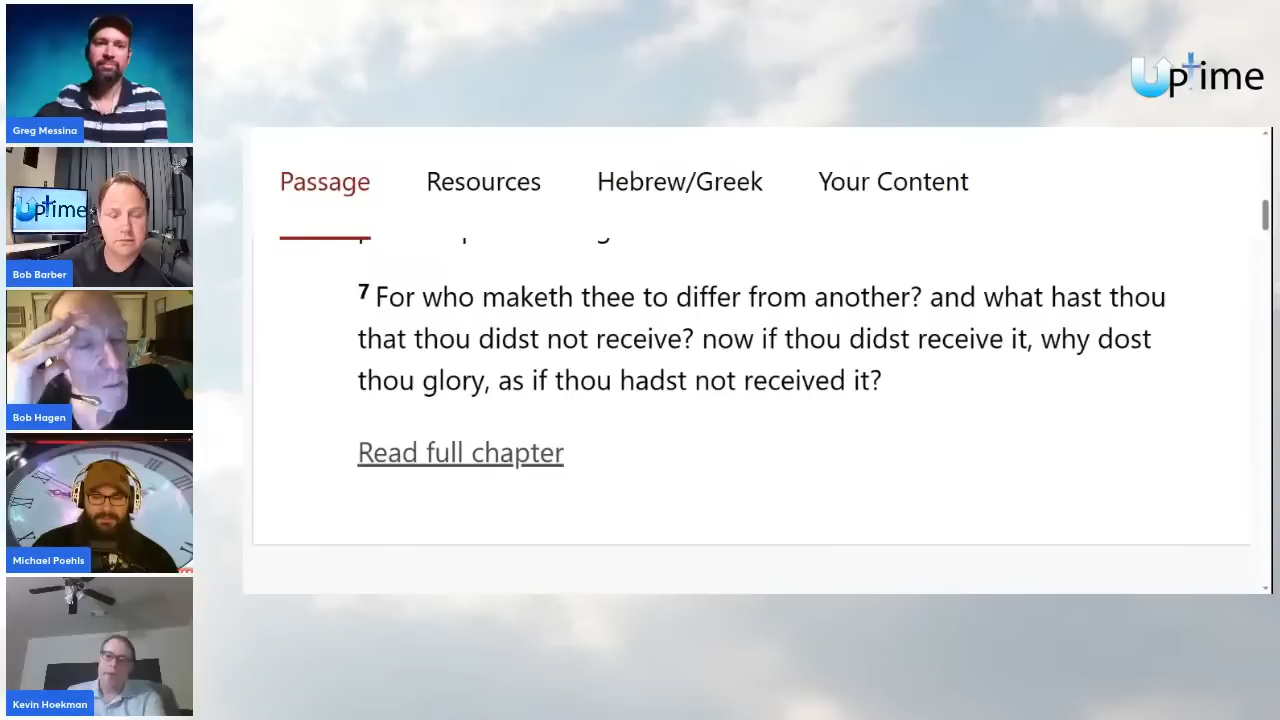 Greg Messina
Uptime
Passage
Resources
Hebrew/Greek
Your Content
Uptime
Bob Barber
7 For who maketh thee to differ from another? and what hast thou
that thou didst not receive? now if thou didst receive it, why dost
thou glory, as if thou hadst not received it?
Bob Hagen
Read full chapter
Michael Poehls
Kevin Hoekman